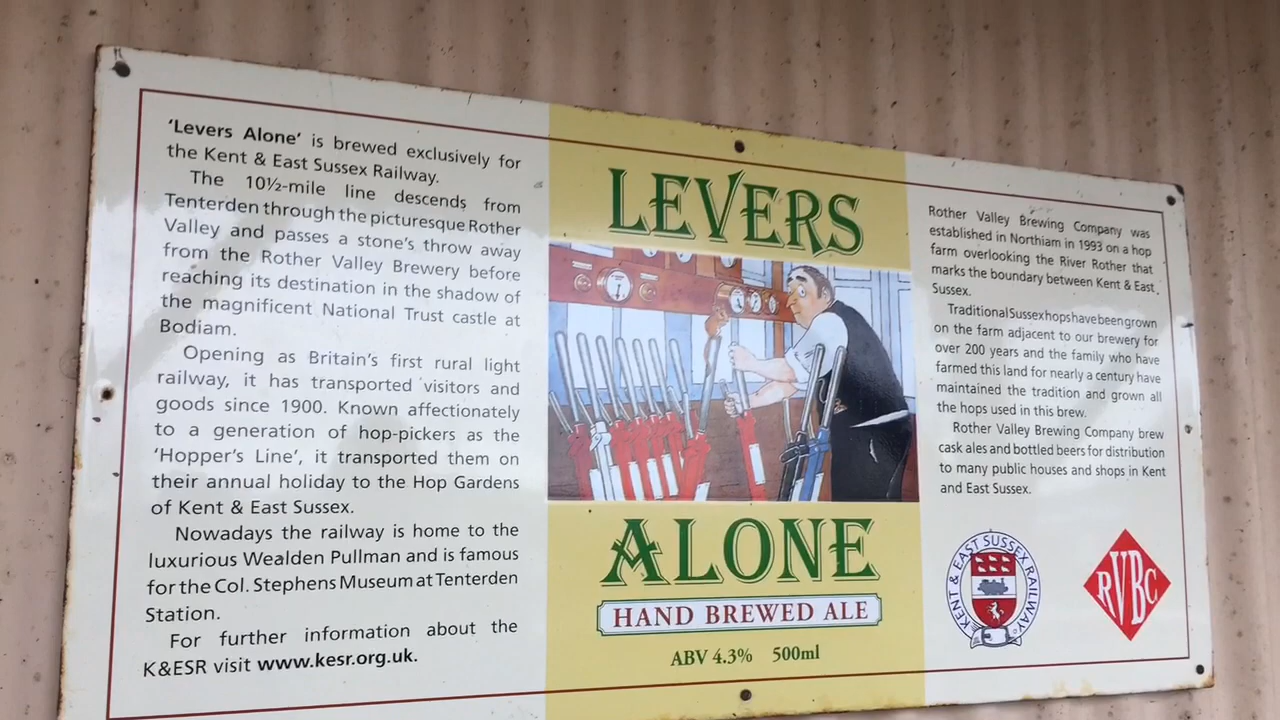 'Levers Alone' is brewed exclusively for
the Kent & East Sussex Railway.
The 10½-mile line descends from
Tenterden through the picturesque Rother
Valley and passes a stone's throw away
from the Rother Valley Brewery before
reaching its destination in the shadow of
the magnificent National Trust castle at
Bodiam.
Opening as Britain's first rural light
railway, it has transported visitors and
goods since 1900. Known affectionately
to a generation of hop-pickers as the
'Hopper's Line', it transported them on
their annual holiday to the Hop Gardens
of Kent & East Sussex.
Nowadays the railway is home to the
luxurious Wealden Pullman and is famous
for the Col. Stephens Museum at Tenterden
Station.
For further information about the
K&ESR visit www.kesr.org.uk.
LEVERS
ALONE
HAND BREWED ALE
ABV 4.3% 500ml
Rother Valley Brewing Company was
established in Northiam in 1993 on a hop
farm overlooking the River Rother that
marks the boundary between Kent & East
Sussex.
Traditional Sussex hops have been grown
on the farm adjacent to our brewery for
over 200 years and the family who have
farmed this land for nearly a century have
maintained the tradition and grown all
the hops used in this brew.
Rother Valley Brewing Company brew
cask ales and bottled beers for distribution
to many public houses and shops in Kent
and East Sussex.
KENT & EAST SUSSEX RAILWAY
RVBC